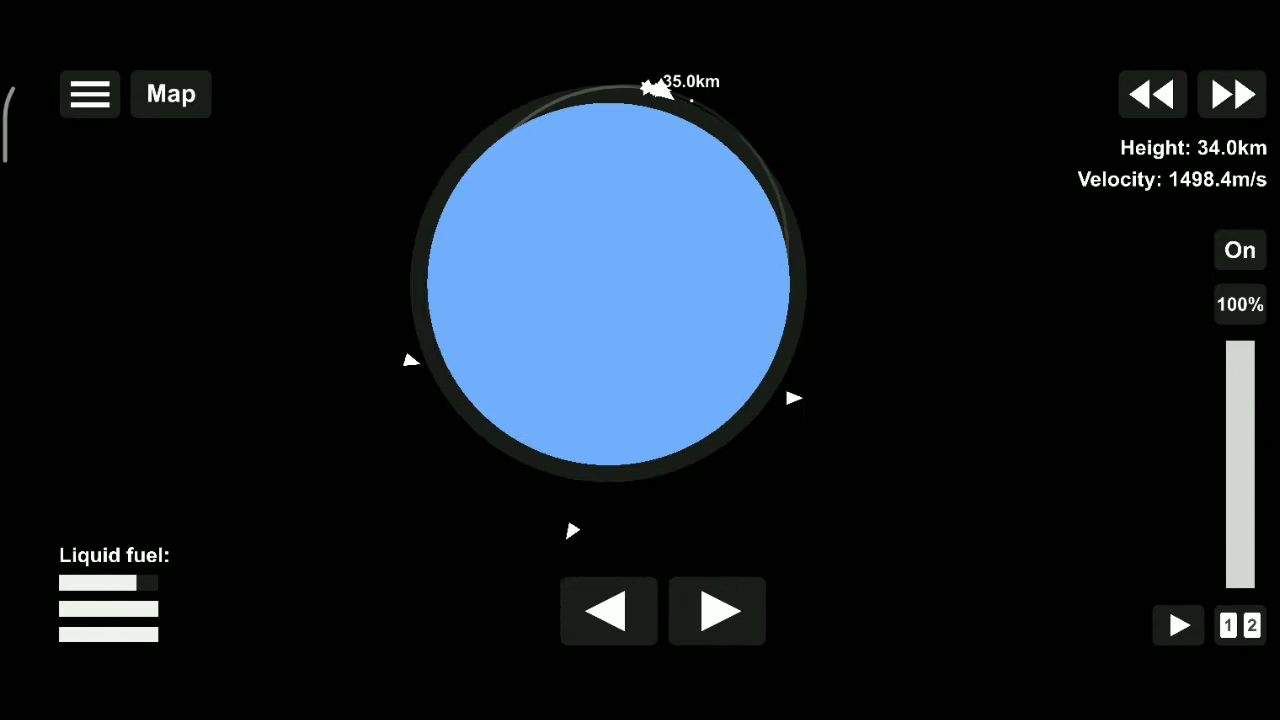 35.0km
Map
Height: 34.0km
Velocity: 1498.4m/s
On
100%
Liquid fuel:
1 2